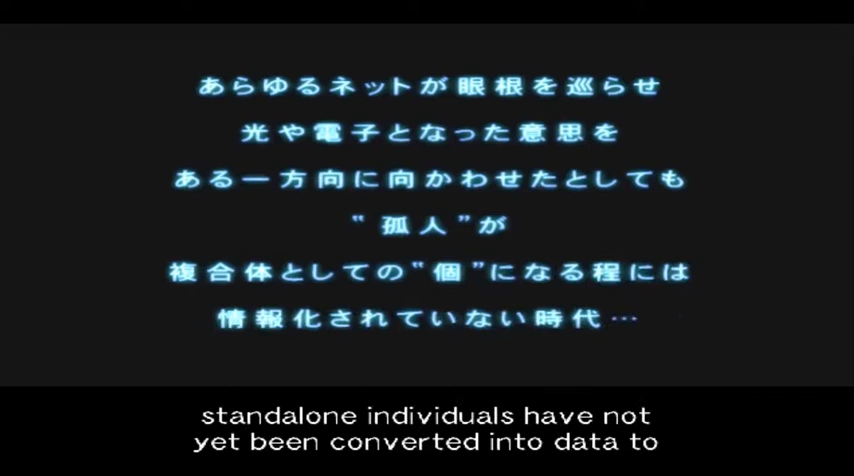 あらゆるネットが眼根を巡らせ
光や電子となった意思を
ある一方向に向かわせたとしても
“孤人”が
複合体としての“個”になる程には
情報化されていない時代…
standalone individuals have not
yet been converted into data to